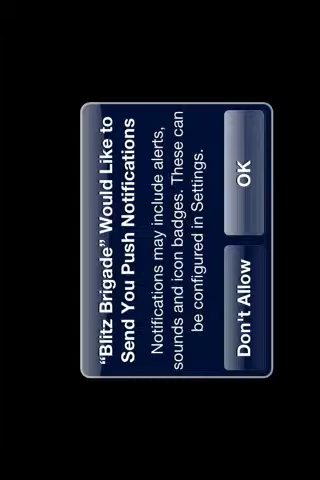 “Blitz Brigade” Would Like to
Send You Push Notifications
Notifications may include alerts,
sounds and icon badges. These can
be configured in Settings.
Don't Allow
OK